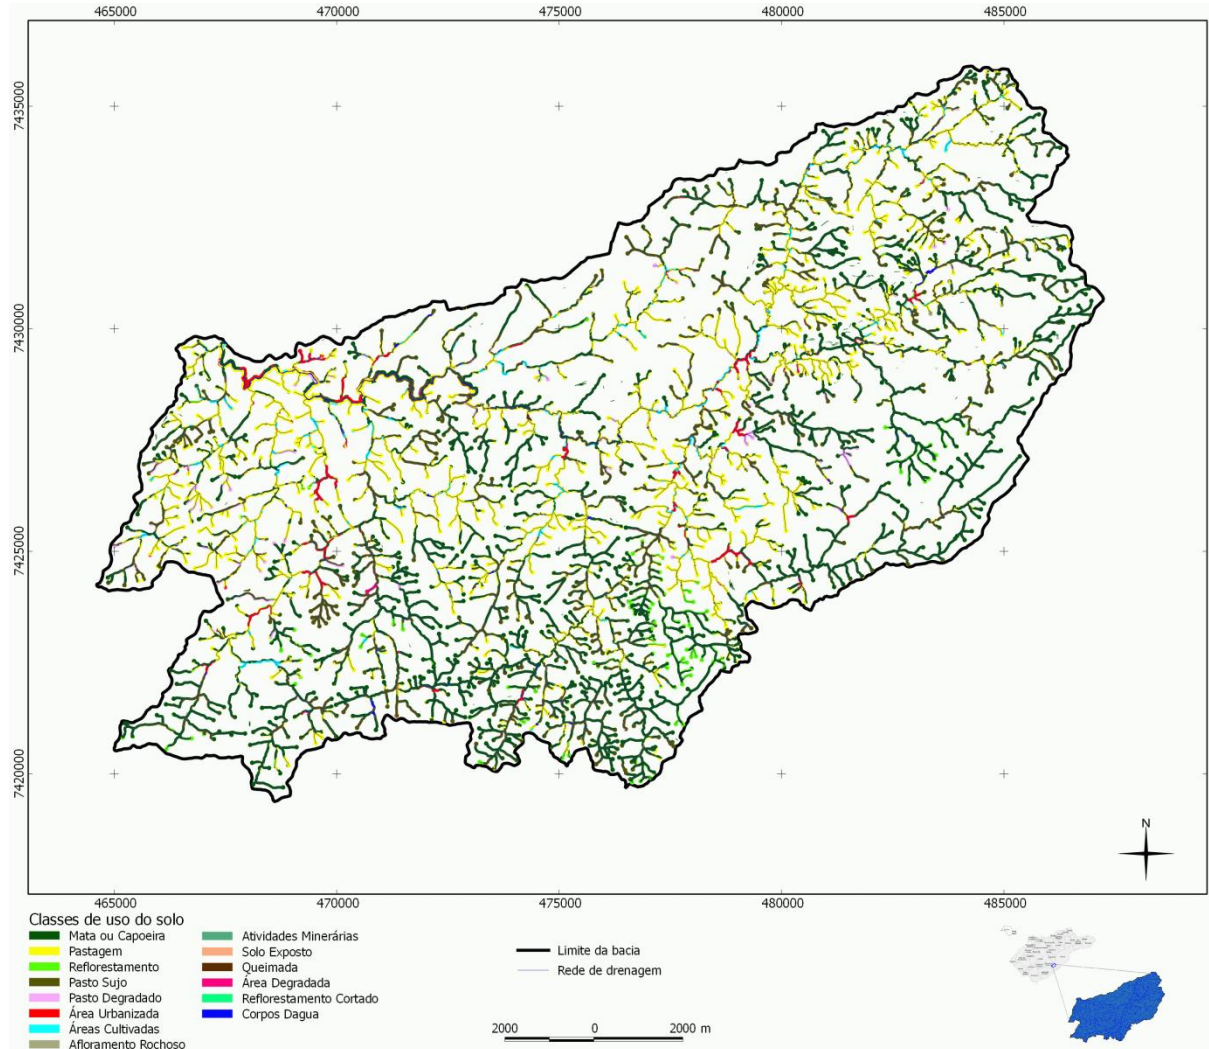 465000 470000 475000 480000 485000
7435000
7430000
7425000
7420000
N
465000 470000 475000 480000 485000
Classes de uso do solo
Mata ou Capoeira
Pastagem
Reflorestamento
Pasto Sujo
Pasto Degradado
Área Urbanizada
Áreas Cultivadas
Afloramento Rochoso
Atividades Minerárias
Solo Exposto
Queimada
Área Degradada
Reflorestamento Cortado
Corpos Dagua
Limite da bacia
Rede de drenagem
2000 0 2000 m